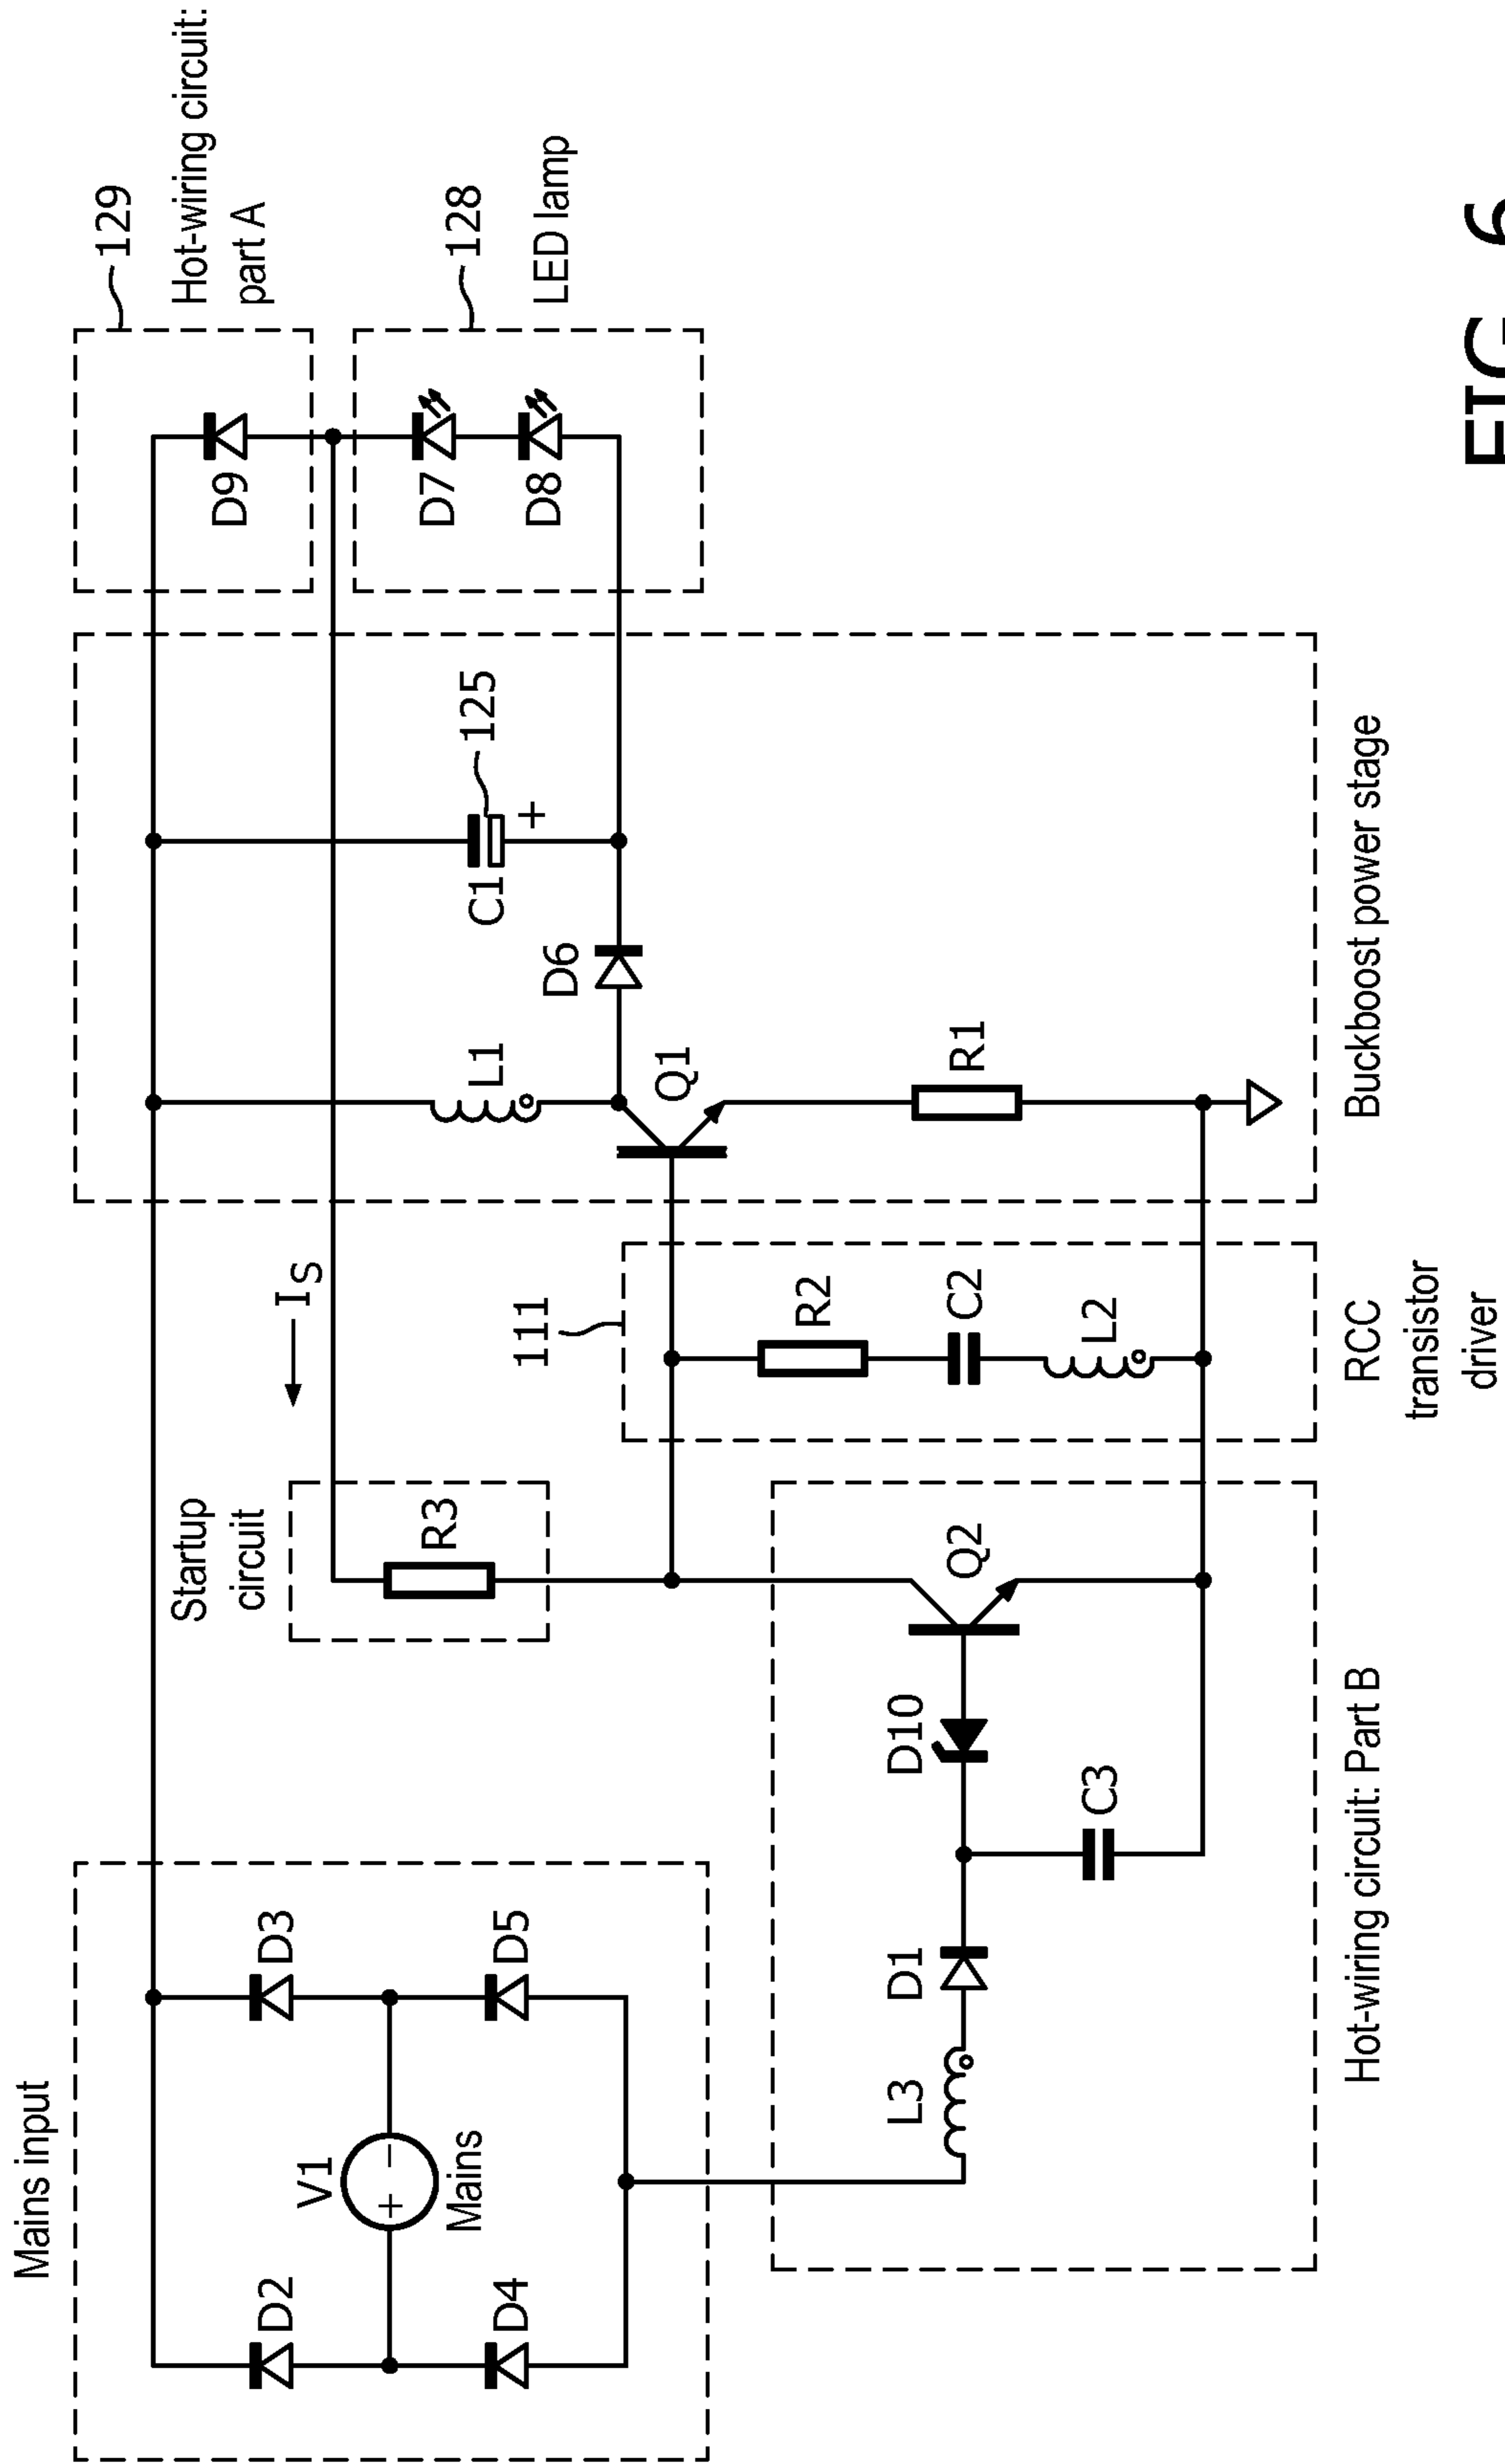 Mains input
129
Hot-wiring circuit:
part A
Startup
circuit
I S
D2
D3
D9
V1
Mains
R3
128
LED lamp
D4
D5
L1
C1
125
+
D7
D8
111
D6
Q1
L3
D1
D10
Q2
R2
C2
R1
C3
L2
Hot-wiring circuit: Part B
RCC
transistor
driver
Buckboost power stage
FIG. 6